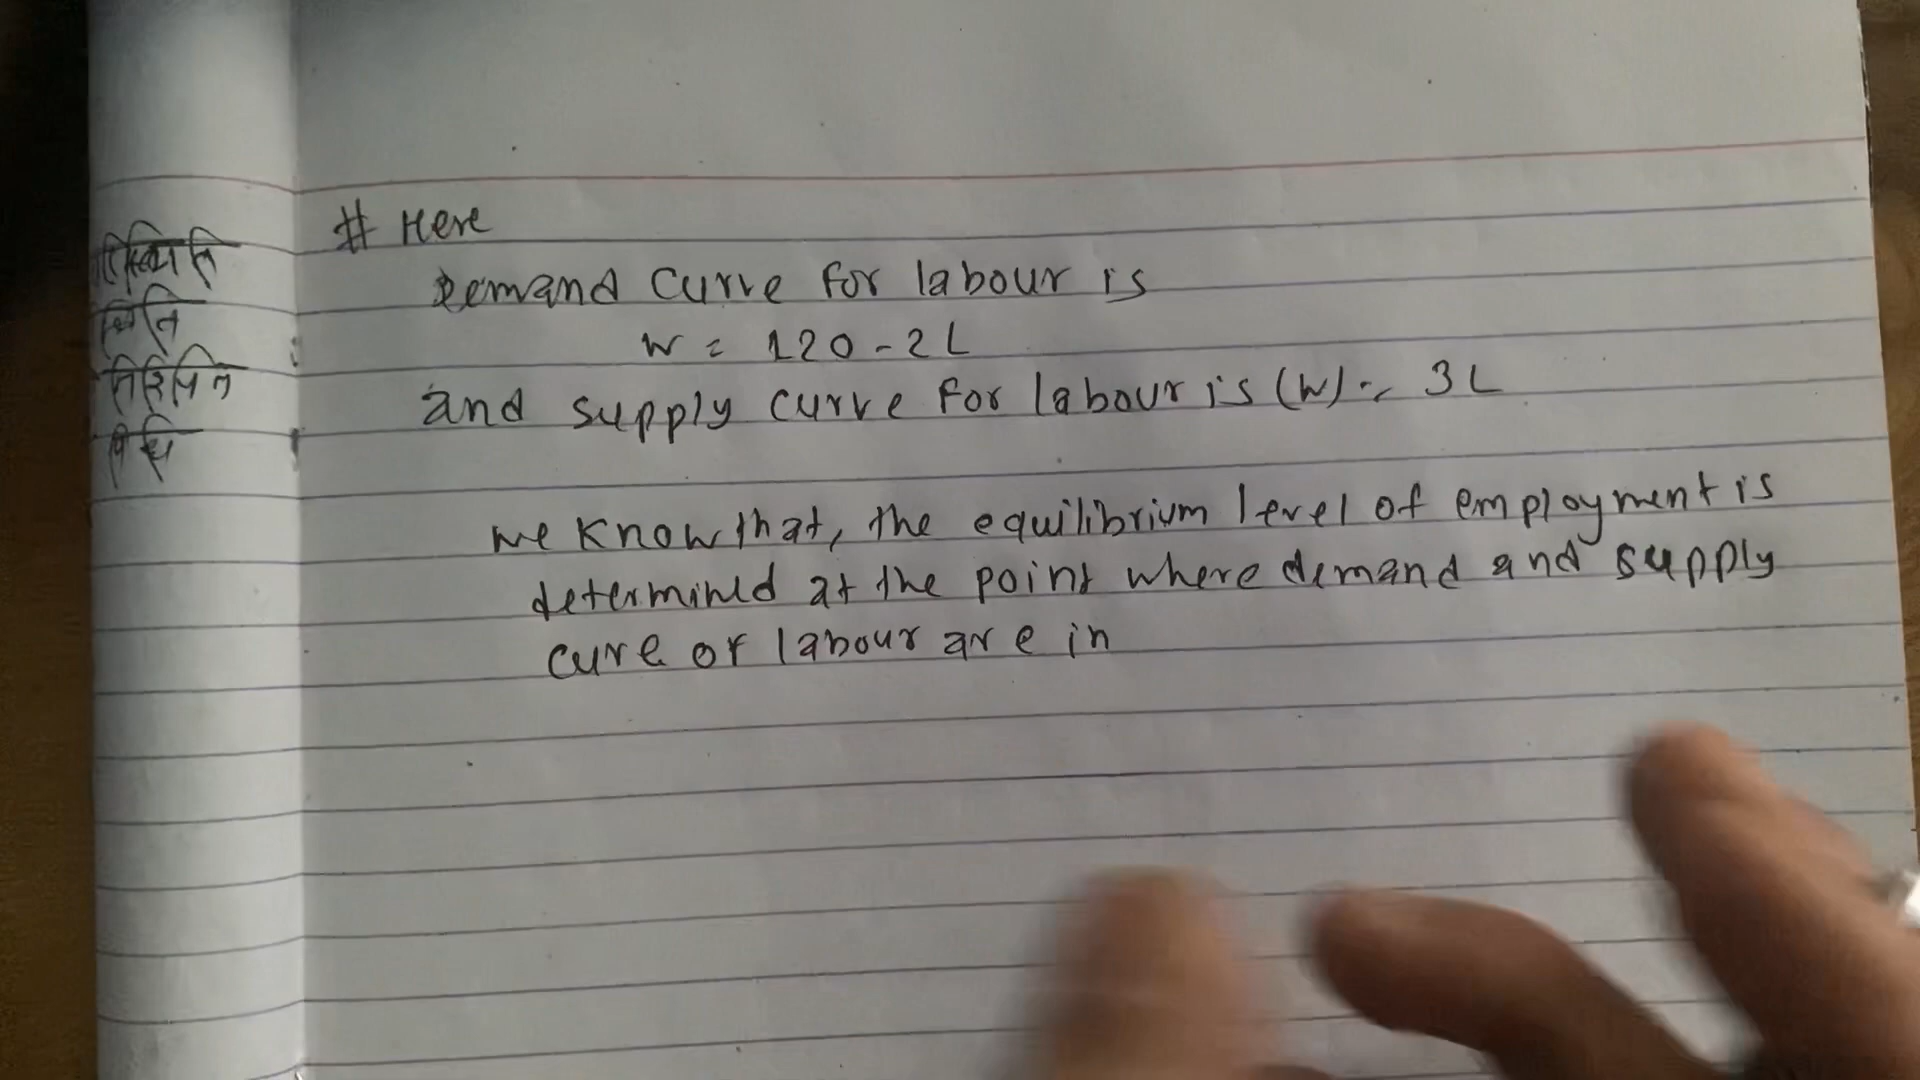 # Here
Demand curve for labour is
W = 120 - 2L
and supply curve for labour is (W) = 3L
we know that, the equilibrium level of employment is
determined at the point where demand and supply
curve of labour are in